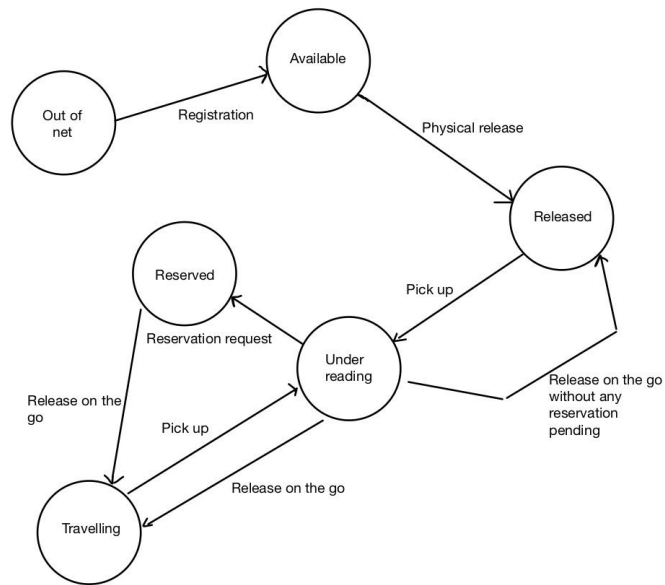 Available
Out of
net
Registration
Physical release
Released
Reserved
Pick up
Reservation request
Under
reading
Release on the go
without any
reservation
pending
Release on the
go
Pick up
Release on the go
Travelling